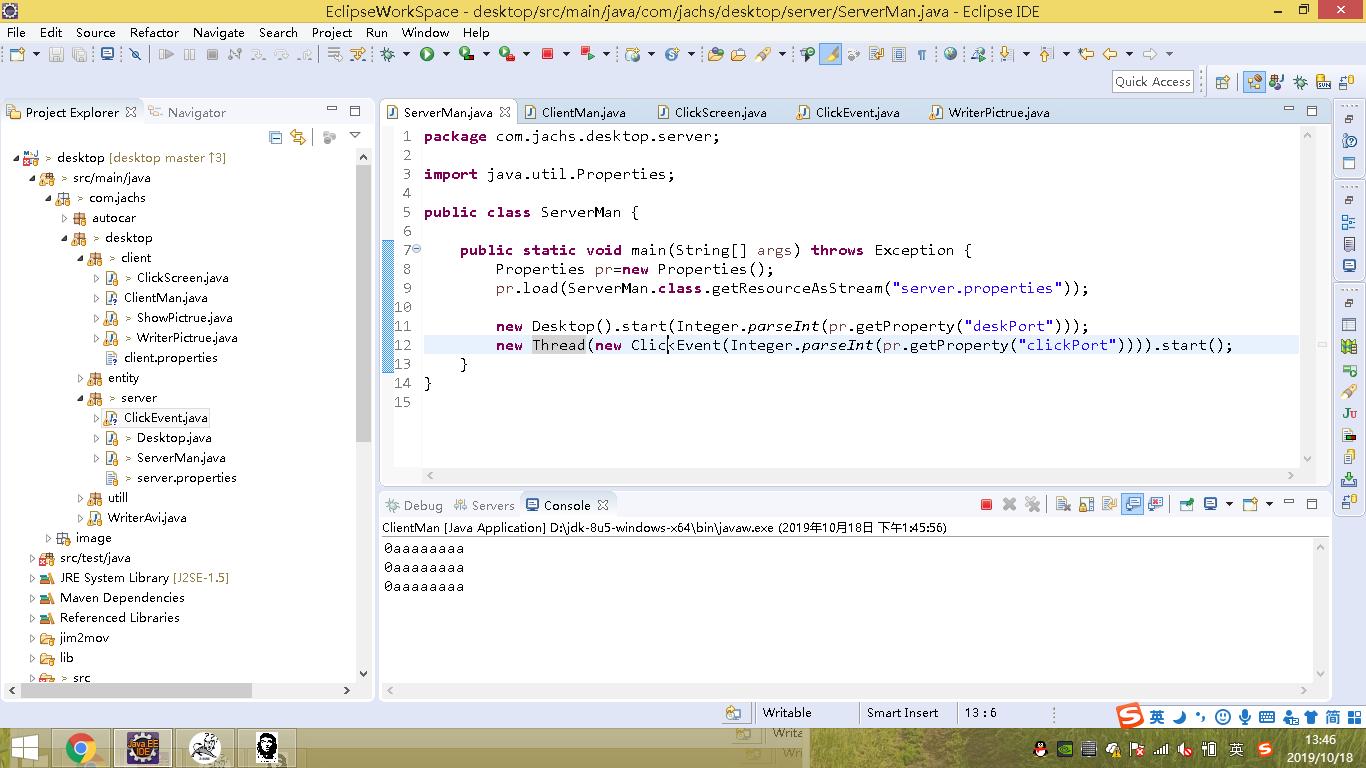 EclipseWorkSpace - desktop/src/main/java/com/jachs/desktop/server/ServerMan.java - Eclipse IDE
File Edit Source Refactor Navigate Search Project Run Window Help
Quick Access
Project Explorer Navigator
> desktop [desktop master ↑3]
> src/main/java
> com.jachs
autocar
> desktop
> client
> ClickScreen.java
ClientMan.java
> ShowPictrue.java
> WriterPictrue.java
client.properties
entity
> server
ClickEvent.java
> Desktop.java
> ServerMan.java
> server.properties
utill
WriterAvi.java
image
src/test/java
JRE System Library [J2SE-1.5]
Maven Dependencies
Referenced Libraries
jim2mov
lib
> src
ServerMan.java ClientMan.java ClickScreen.java ClickEvent.java WriterPictrue.java
1 package com.jachs.desktop.server;
2
3 import java.util.Properties;
4
5 public class ServerMan {
6
7 public static void main(String[] args) throws Exception {
8 Properties pr=new Properties();
9 pr.load(ServerMan.class.getResourceAsStream("server.properties"));
10
11 new Desktop().start(Integer.parseInt(pr.getProperty("deskPort")));
12 new Thread(new ClickEvent(Integer.parseInt(pr.getProperty("clickPort")))).start();
13 }
14 }
15
Debug Servers Console
ClientMan [Java Application] D:\jdk-8u5-windows-x64\bin\javaw.exe (2019年10月18日 下午1:45:56)
0aaaaaaaa
0aaaaaaaa
0aaaaaaaa
Writable Smart Insert 13 : 6
英 简
Java EE
IDE
英
13:46
2019/10/18